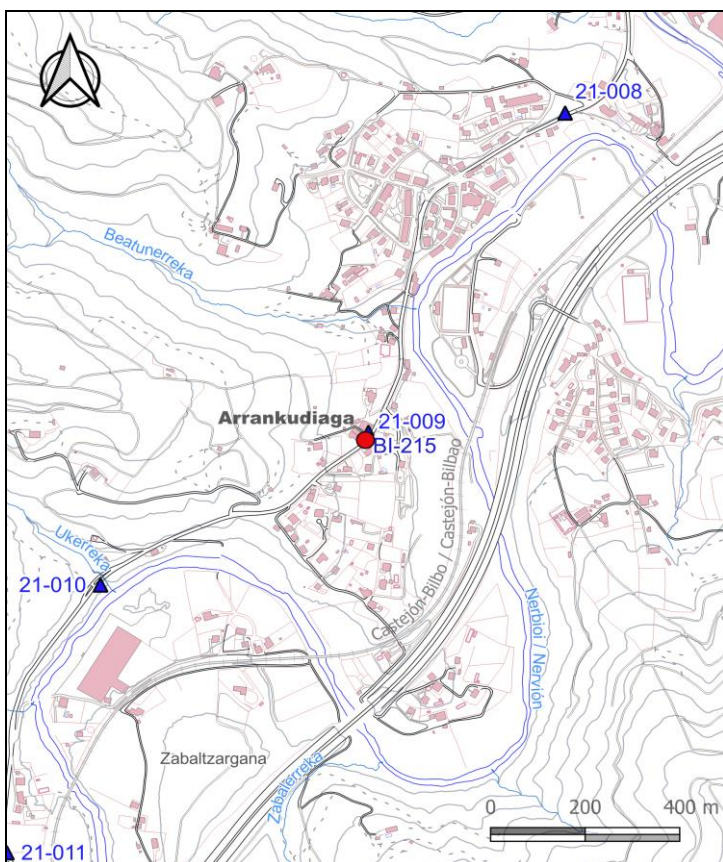 21-008
Beatunerreka
Arrankudiaga
21-009
BI-215
Castejón-Bilbo / Castejón-Bilbao
Ukerreka
21-010
Nerbioi / Nervión
Zabaltzargana
Zabalerreka
0 200 400 m
21-011